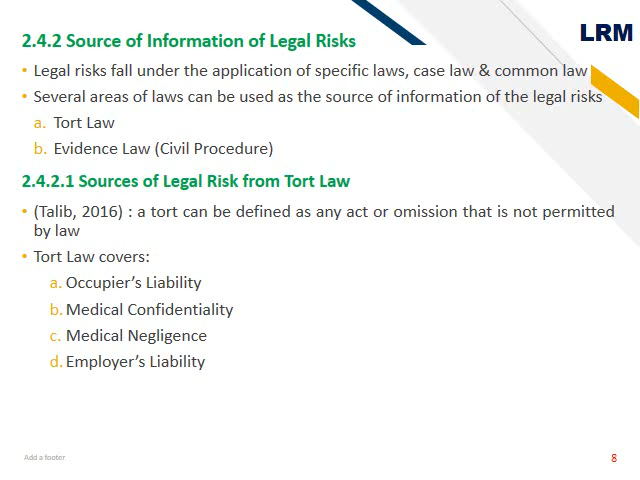 LRM
2.4.2 Source of Information of Legal Risks
• Legal risks fall under the application of specific laws, case law & common law
• Several areas of laws can be used as the source of information of the legal risks
a. Tort Law
b. Evidence Law (Civil Procedure)
2.4.2.1 Sources of Legal Risk from Tort Law
• (Talib, 2016) : a tort can be defined as any act or omission that is not permitted
by law
• Tort Law covers:
a. Occupier’s Liability
b. Medical Confidentiality
c. Medical Negligence
d. Employer’s Liability
Add a footer
8